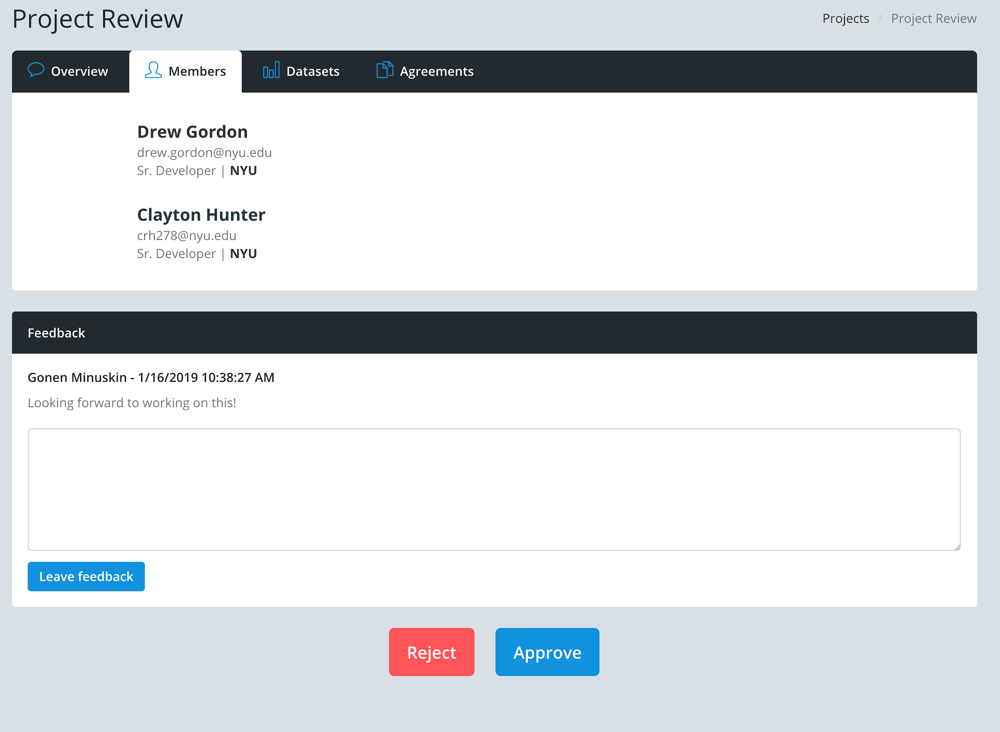 Project Review
Projects / Project Review
Overview
Members
Datasets
Agreements
Drew Gordon
drew.gordon@nyu.edu
Sr. Developer | NYU
Clayton Hunter
crh278@nyu.edu
Sr. Developer | NYU
Feedback
Gonen Minuskin - 1/16/2019 10:38:27 AM
Looking forward to working on this!
Leave feedback
Reject
Approve